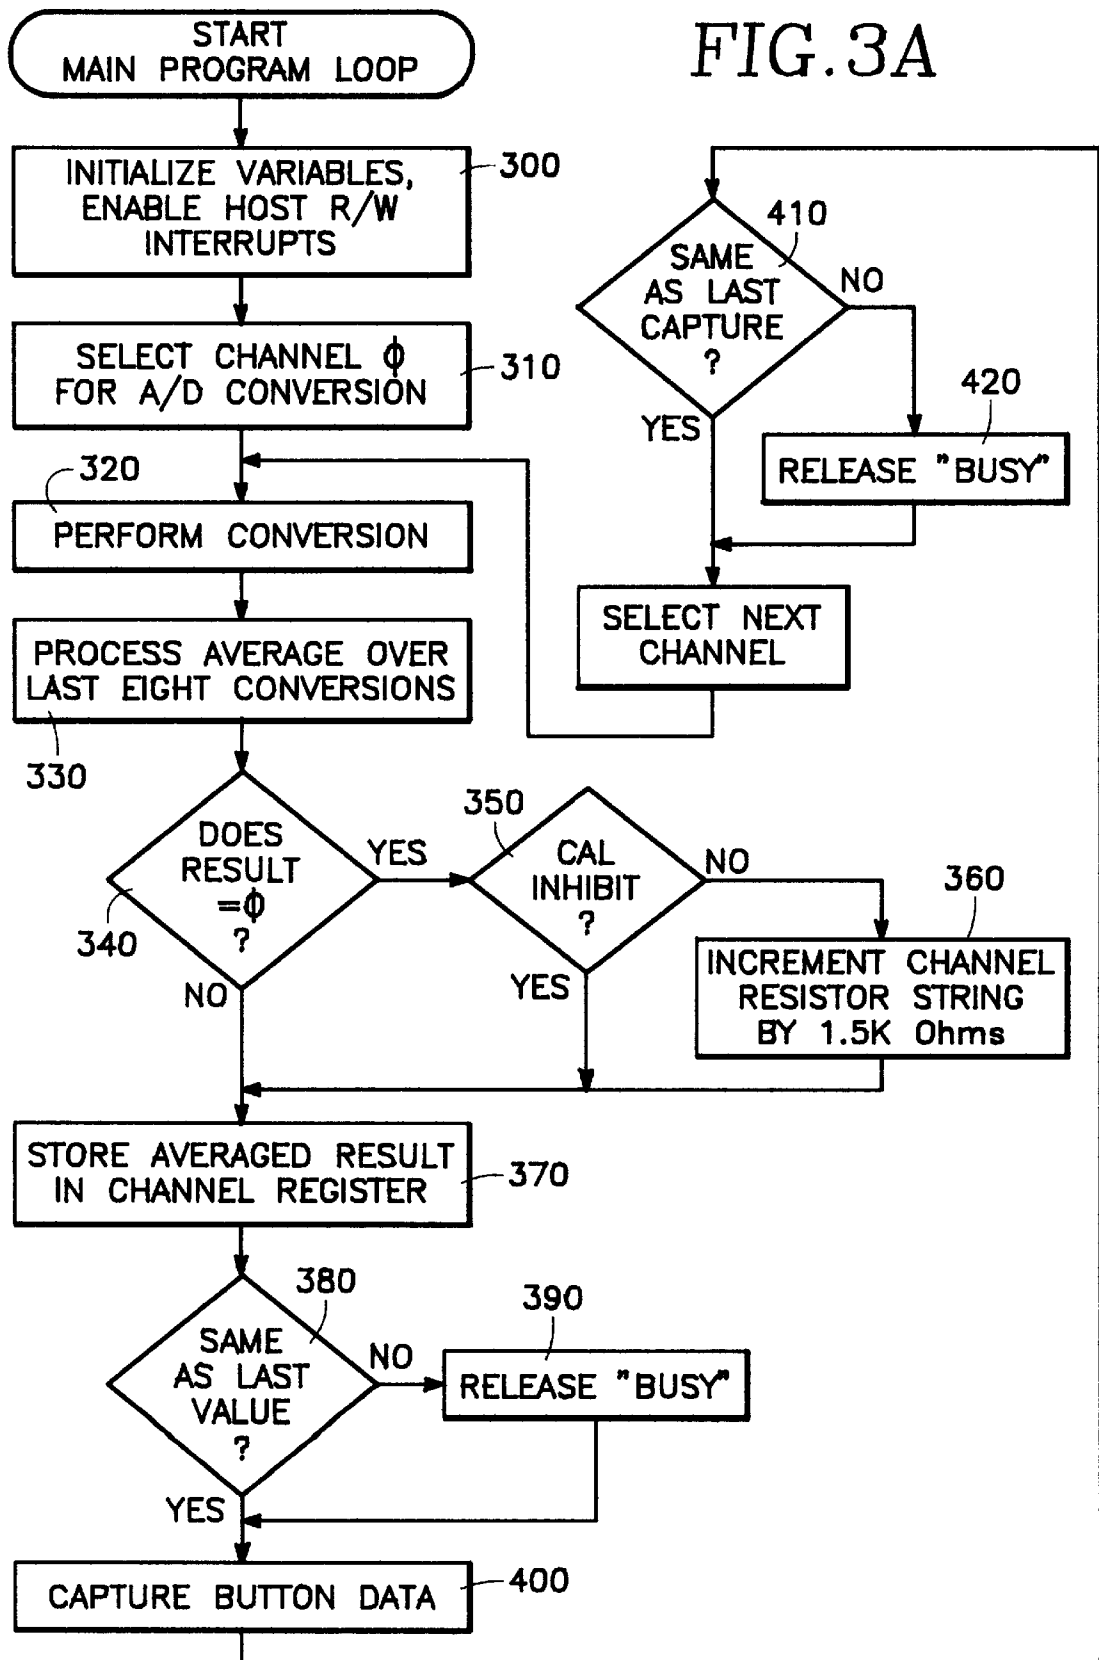 START
MAIN PROGRAM LOOP
FIG.3A
INITIALIZE VARIABLES,
ENABLE HOST R/W
INTERRUPTS
300
SELECT CHANNEL ϕ
FOR A/D CONVERSION
310
320
PERFORM CONVERSION
PROCESS AVERAGE OVER
LAST EIGHT CONVERSIONS
330
DOES
RESULT
=ϕ
?
340
YES
NO
350
CAL
INHIBIT
?
NO
YES
360
INCREMENT CHANNEL
RESISTOR STRING
BY 1.5K Ohms
STORE AVERAGED RESULT
IN CHANNEL REGISTER
370
380
SAME
AS LAST
VALUE
?
NO
YES
390
RELEASE "BUSY"
CAPTURE BUTTON DATA
400
410
SAME
AS LAST
CAPTURE
?
NO
YES
420
RELEASE "BUSY"
SELECT NEXT
CHANNEL